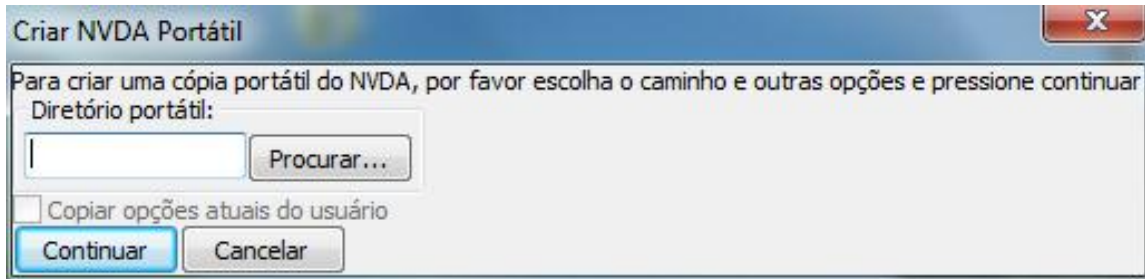 Criar NVDA Portátil
Para criar uma cópia portátil do NVDA, por favor escolha o caminho e outras opções e pressione continuar
Diretório portátil:
Procurar...
Copiar opções atuais do usuário
Continuar Cancelar